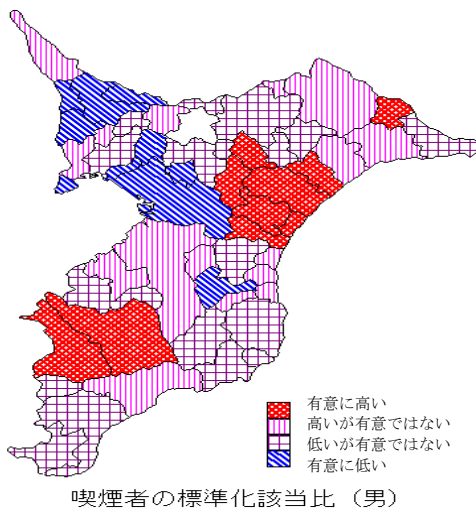 有意に高い
高いが有意ではない
低いが有意ではない
有意に低い
喫煙者の標準化該当比（男）